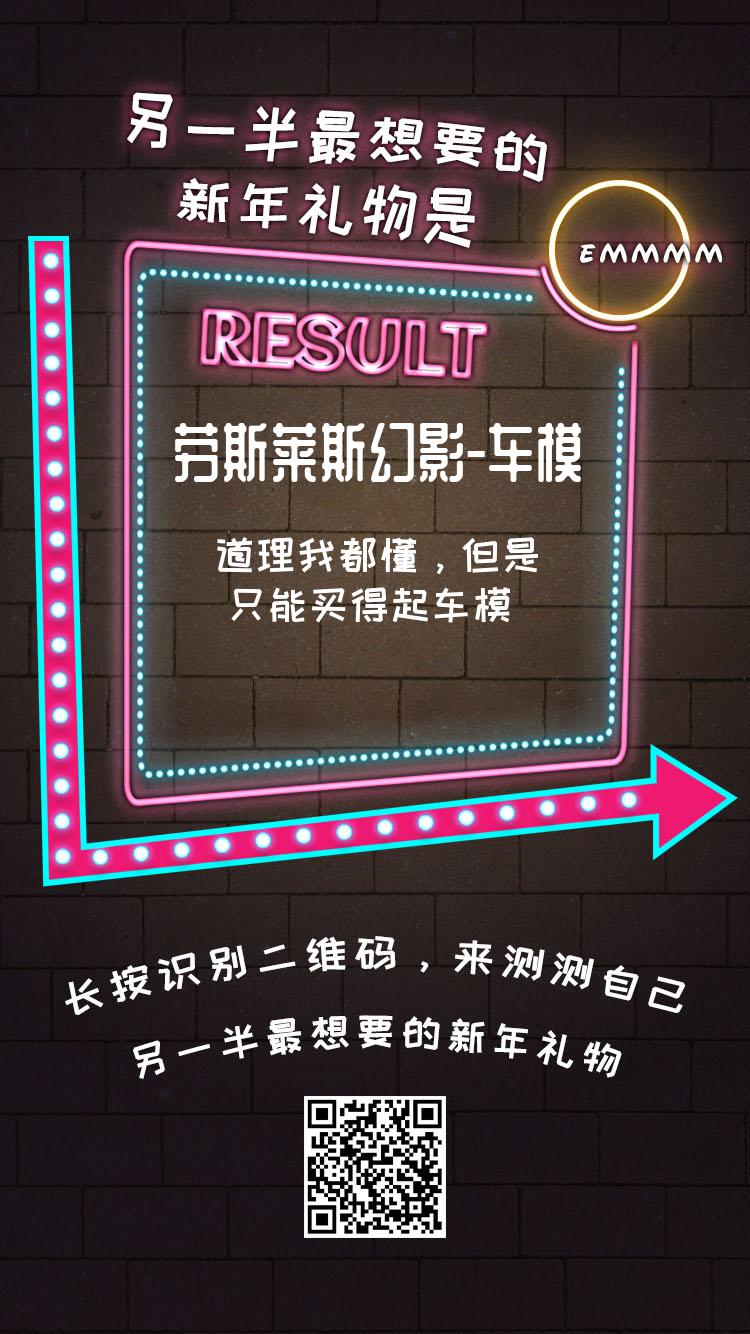 另一半最想要的
新年礼物是
EMMMM
RESULT
劳斯莱斯幻影-车模
道理我都懂，但是
只能买得起车模
长按识别二维码，来测测自己
另一半最想要的新年礼物